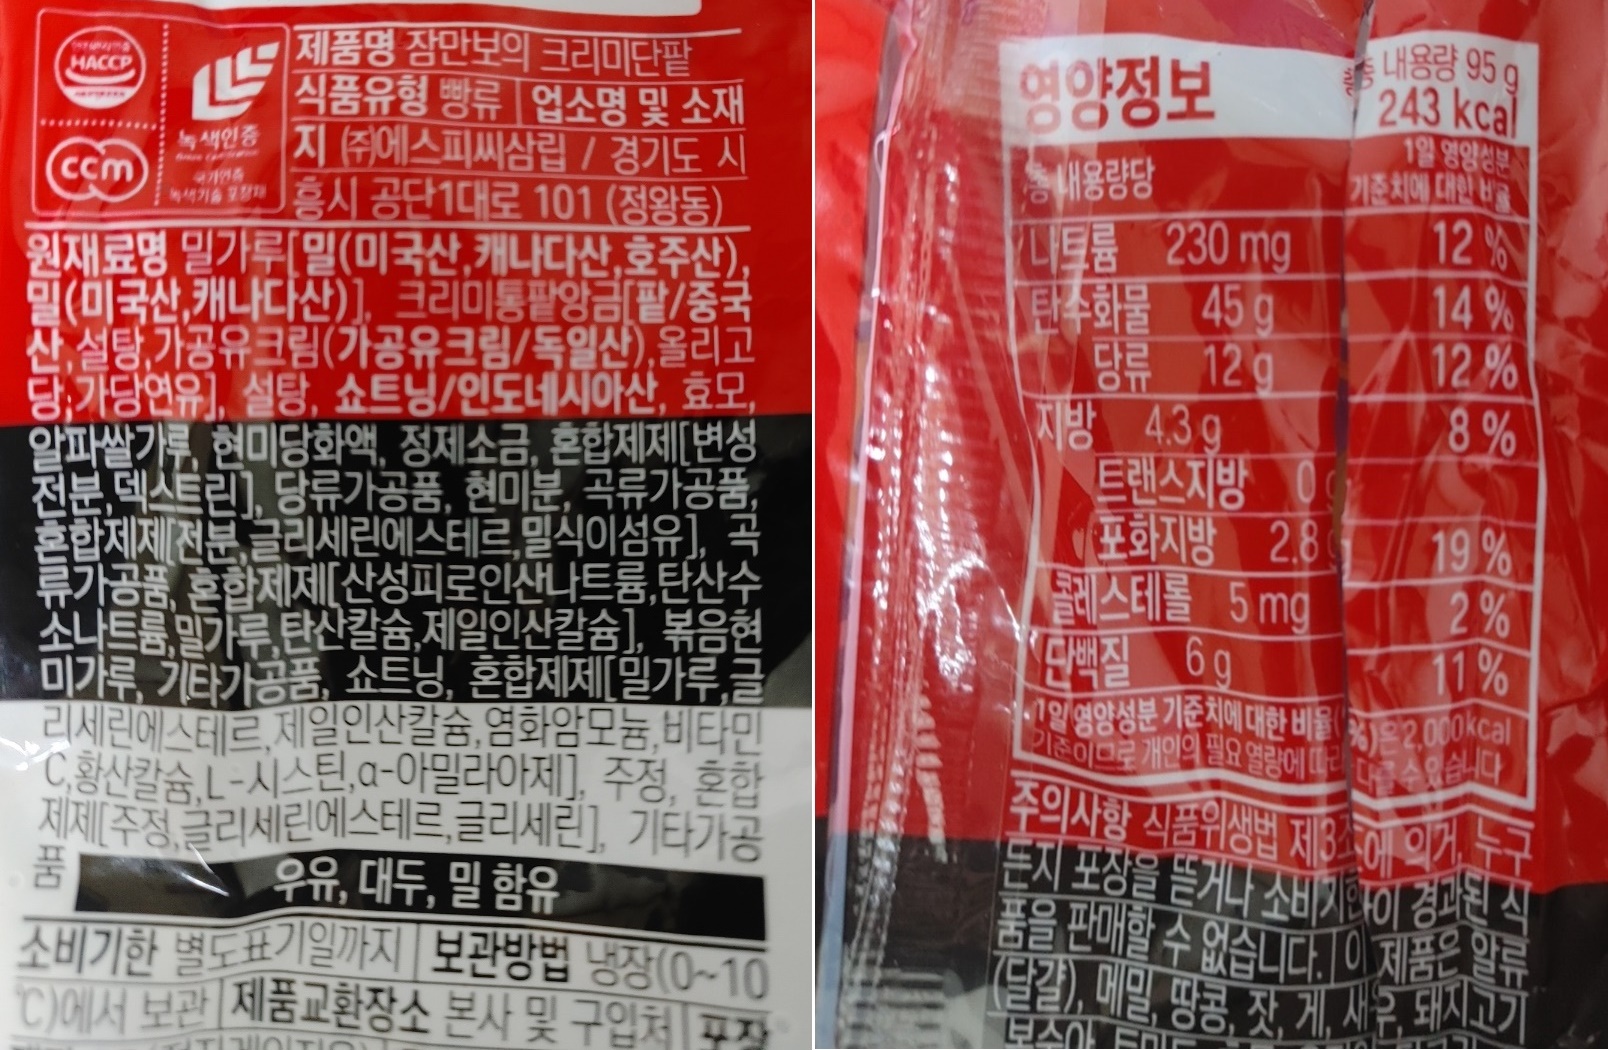 안전관리인증
HACCP
ccm
녹색인증
Green Certification
국가인증
녹색기술 포장재
제품명 잠만보의 크리미단팥
식품유형 빵류 업소명 및 소재
지 ㈜에스피씨삼립 / 경기도 시
흥시 공단1대로 101 (정왕동)
원재료명 밀가루[밀(미국산,캐나다산,호주산),
밀(미국산,캐나다산)], 크리미통팥앙금[팥/중국
산,설탕,가공유크림(가공유크림/독일산),올리고
당,가당연유], 설탕, 쇼트닝/인도네시아산, 효모,
알파쌀가루, 현미당화액, 정제소금, 혼합제제[변성
전분,덱스트린], 당류가공품, 현미분, 곡류가공품,
혼합제제[전분,글리세린에스테르,밀식이섬유], 곡
류가공품, 혼합제제[산성피로인산나트륨,탄산수
소나트륨,밀가루,탄산칼슘,제일인산칼슘], 볶음현
미가루, 기타가공품, 쇼트닝, 혼합제제[밀가루,글
리세린에스테르,제일인산칼슘,염화암모늄,비타민
C,황산칼슘,L-시스틴,α-아밀라아제], 주정, 혼합
제제[주정,글리세린에스테르,글리세린], 기타가공
품
우유, 대두, 밀 함유
소비기한 별도표기일까지 보관방법 냉장(0~10
℃)에서 보관 제품교환장소 본사 및 구입처 포장
영양정보
총 내용량 95 g
243 kcal
총 내용량당
1일 영양성분
기준치에 대한 비율
나트륨 230 mg 12 %
탄수화물 45 g 14 %
당류 12 g 12 %
지방 4.3 g 8 %
트랜스지방 0 g
포화지방 2.8 g 19 %
콜레스테롤 5 mg 2 %
단백질 6 g 11 %
1일 영양성분 기준치에 대한 비율(%)은 2,000kcal
기준이므로 개인의 필요 열량에 따라 다를 수 있습니다
주의사항 식품위생법 제3조에 의거, 누구
든지 포장을 뜯거나 소비기한이 경과된 식
품을 판매할 수 없습니다. 이 제품은 알류
(달걀), 메밀, 땅콩, 잣, 게, 새우, 돼지고기